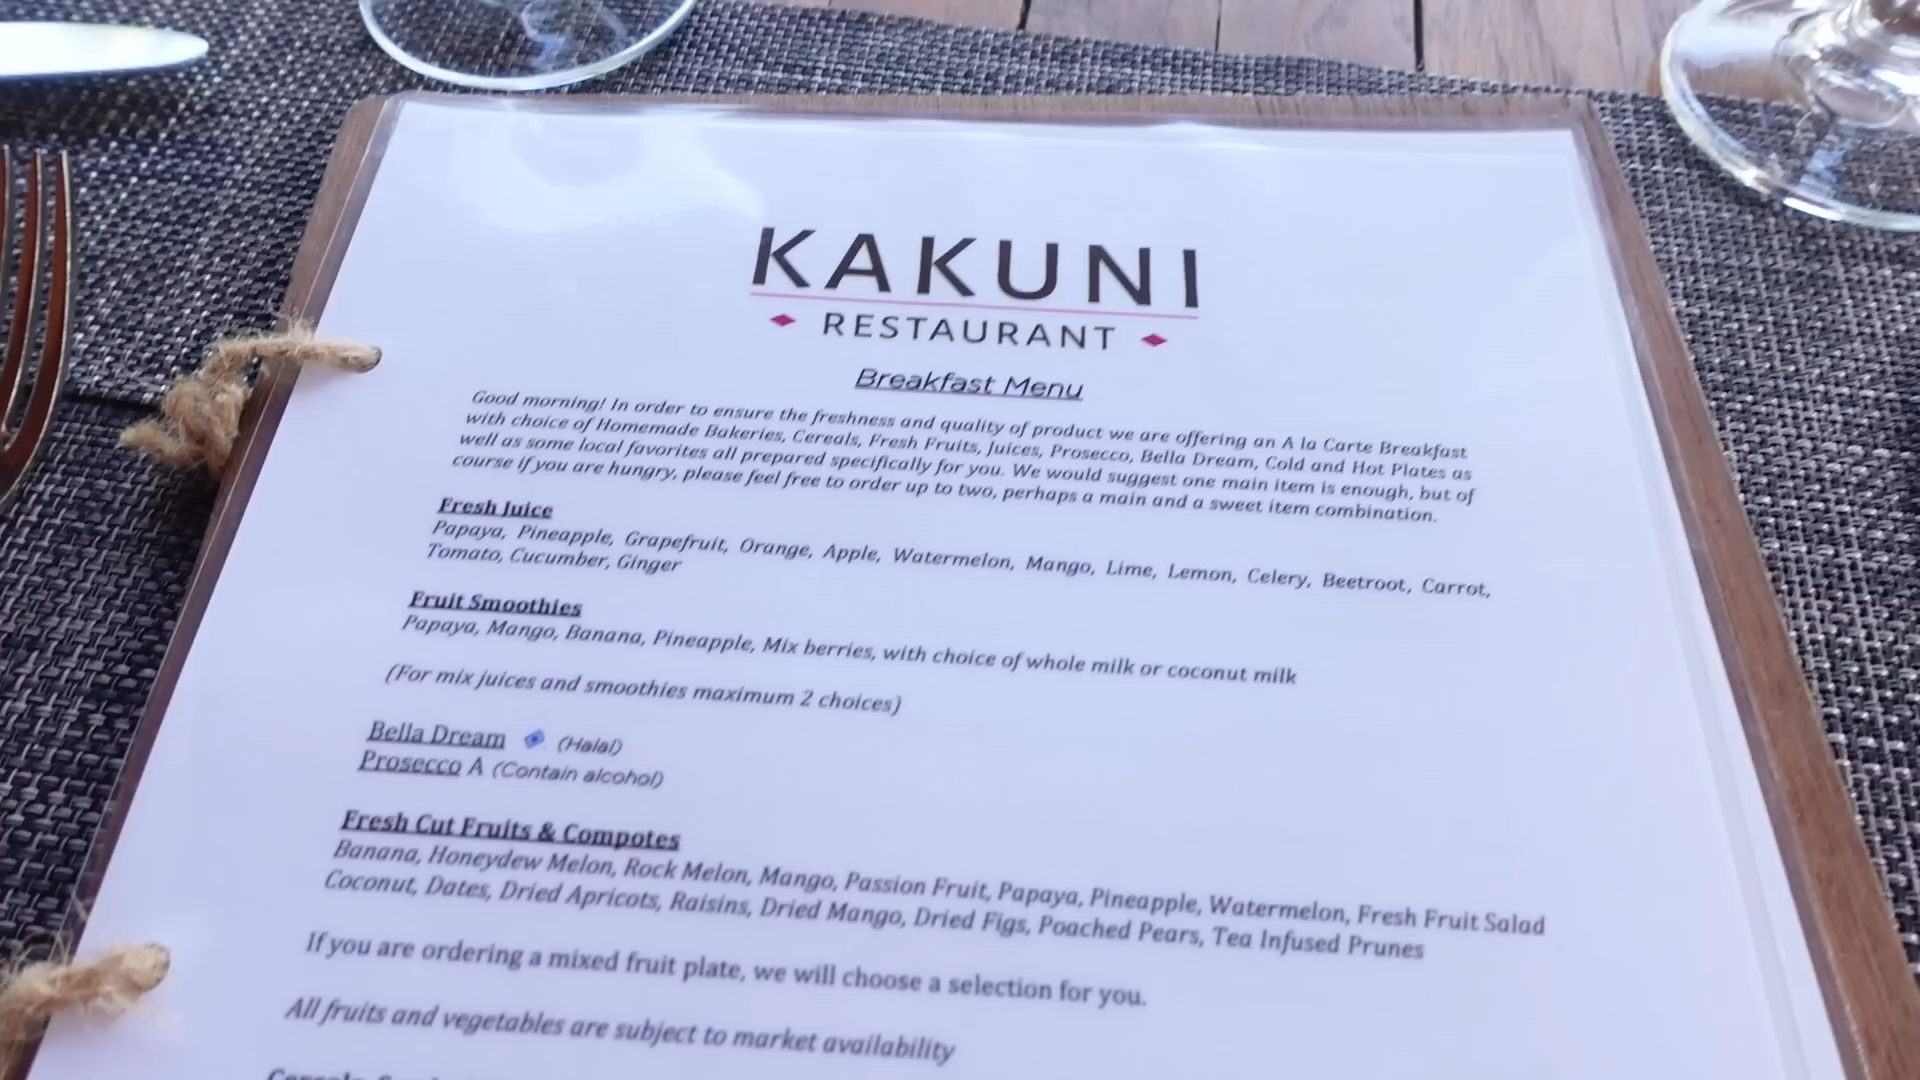 KAKUNI
RESTAURANT
Breakfast Menu
Good morning! In order to ensure the freshness and quality of product we are offering an A la Carte Breakfast
with choice of Homemade Bakeries, Cereals, Fresh Fruits, Juices, Prosecco, Bella Dream, Cold and Hot Plates as
well as some local favorites all prepared specifically for you. We would suggest one main item is enough, but of
course if you are hungry, please feel free to order up to two, perhaps a main and a sweet item combination.
Fresh Juice
Papaya, Pineapple, Grapefruit, Orange, Apple, Watermelon, Mango, Lime, Lemon, Celery, Beetroot, Carrot,
Tomato, Cucumber, Ginger
Fruit Smoothies
Papaya, Mango, Banana, Pineapple, Mix berries, with choice of whole milk or coconut milk
(For mix juices and smoothies maximum 2 choices)
Bella Dream (Halal)
Prosecco A (Contain alcohol)
Fresh Cut Fruits & Compotes
Banana, Honeydew Melon, Rock Melon, Mango, Passion Fruit, Papaya, Pineapple, Watermelon, Fresh Fruit Salad
Coconut, Dates, Dried Apricots, Raisins, Dried Mango, Dried Figs, Poached Pears, Tea Infused Prunes
If you are ordering a mixed fruit plate, we will choose a selection for you.
All fruits and vegetables are subject to market availability